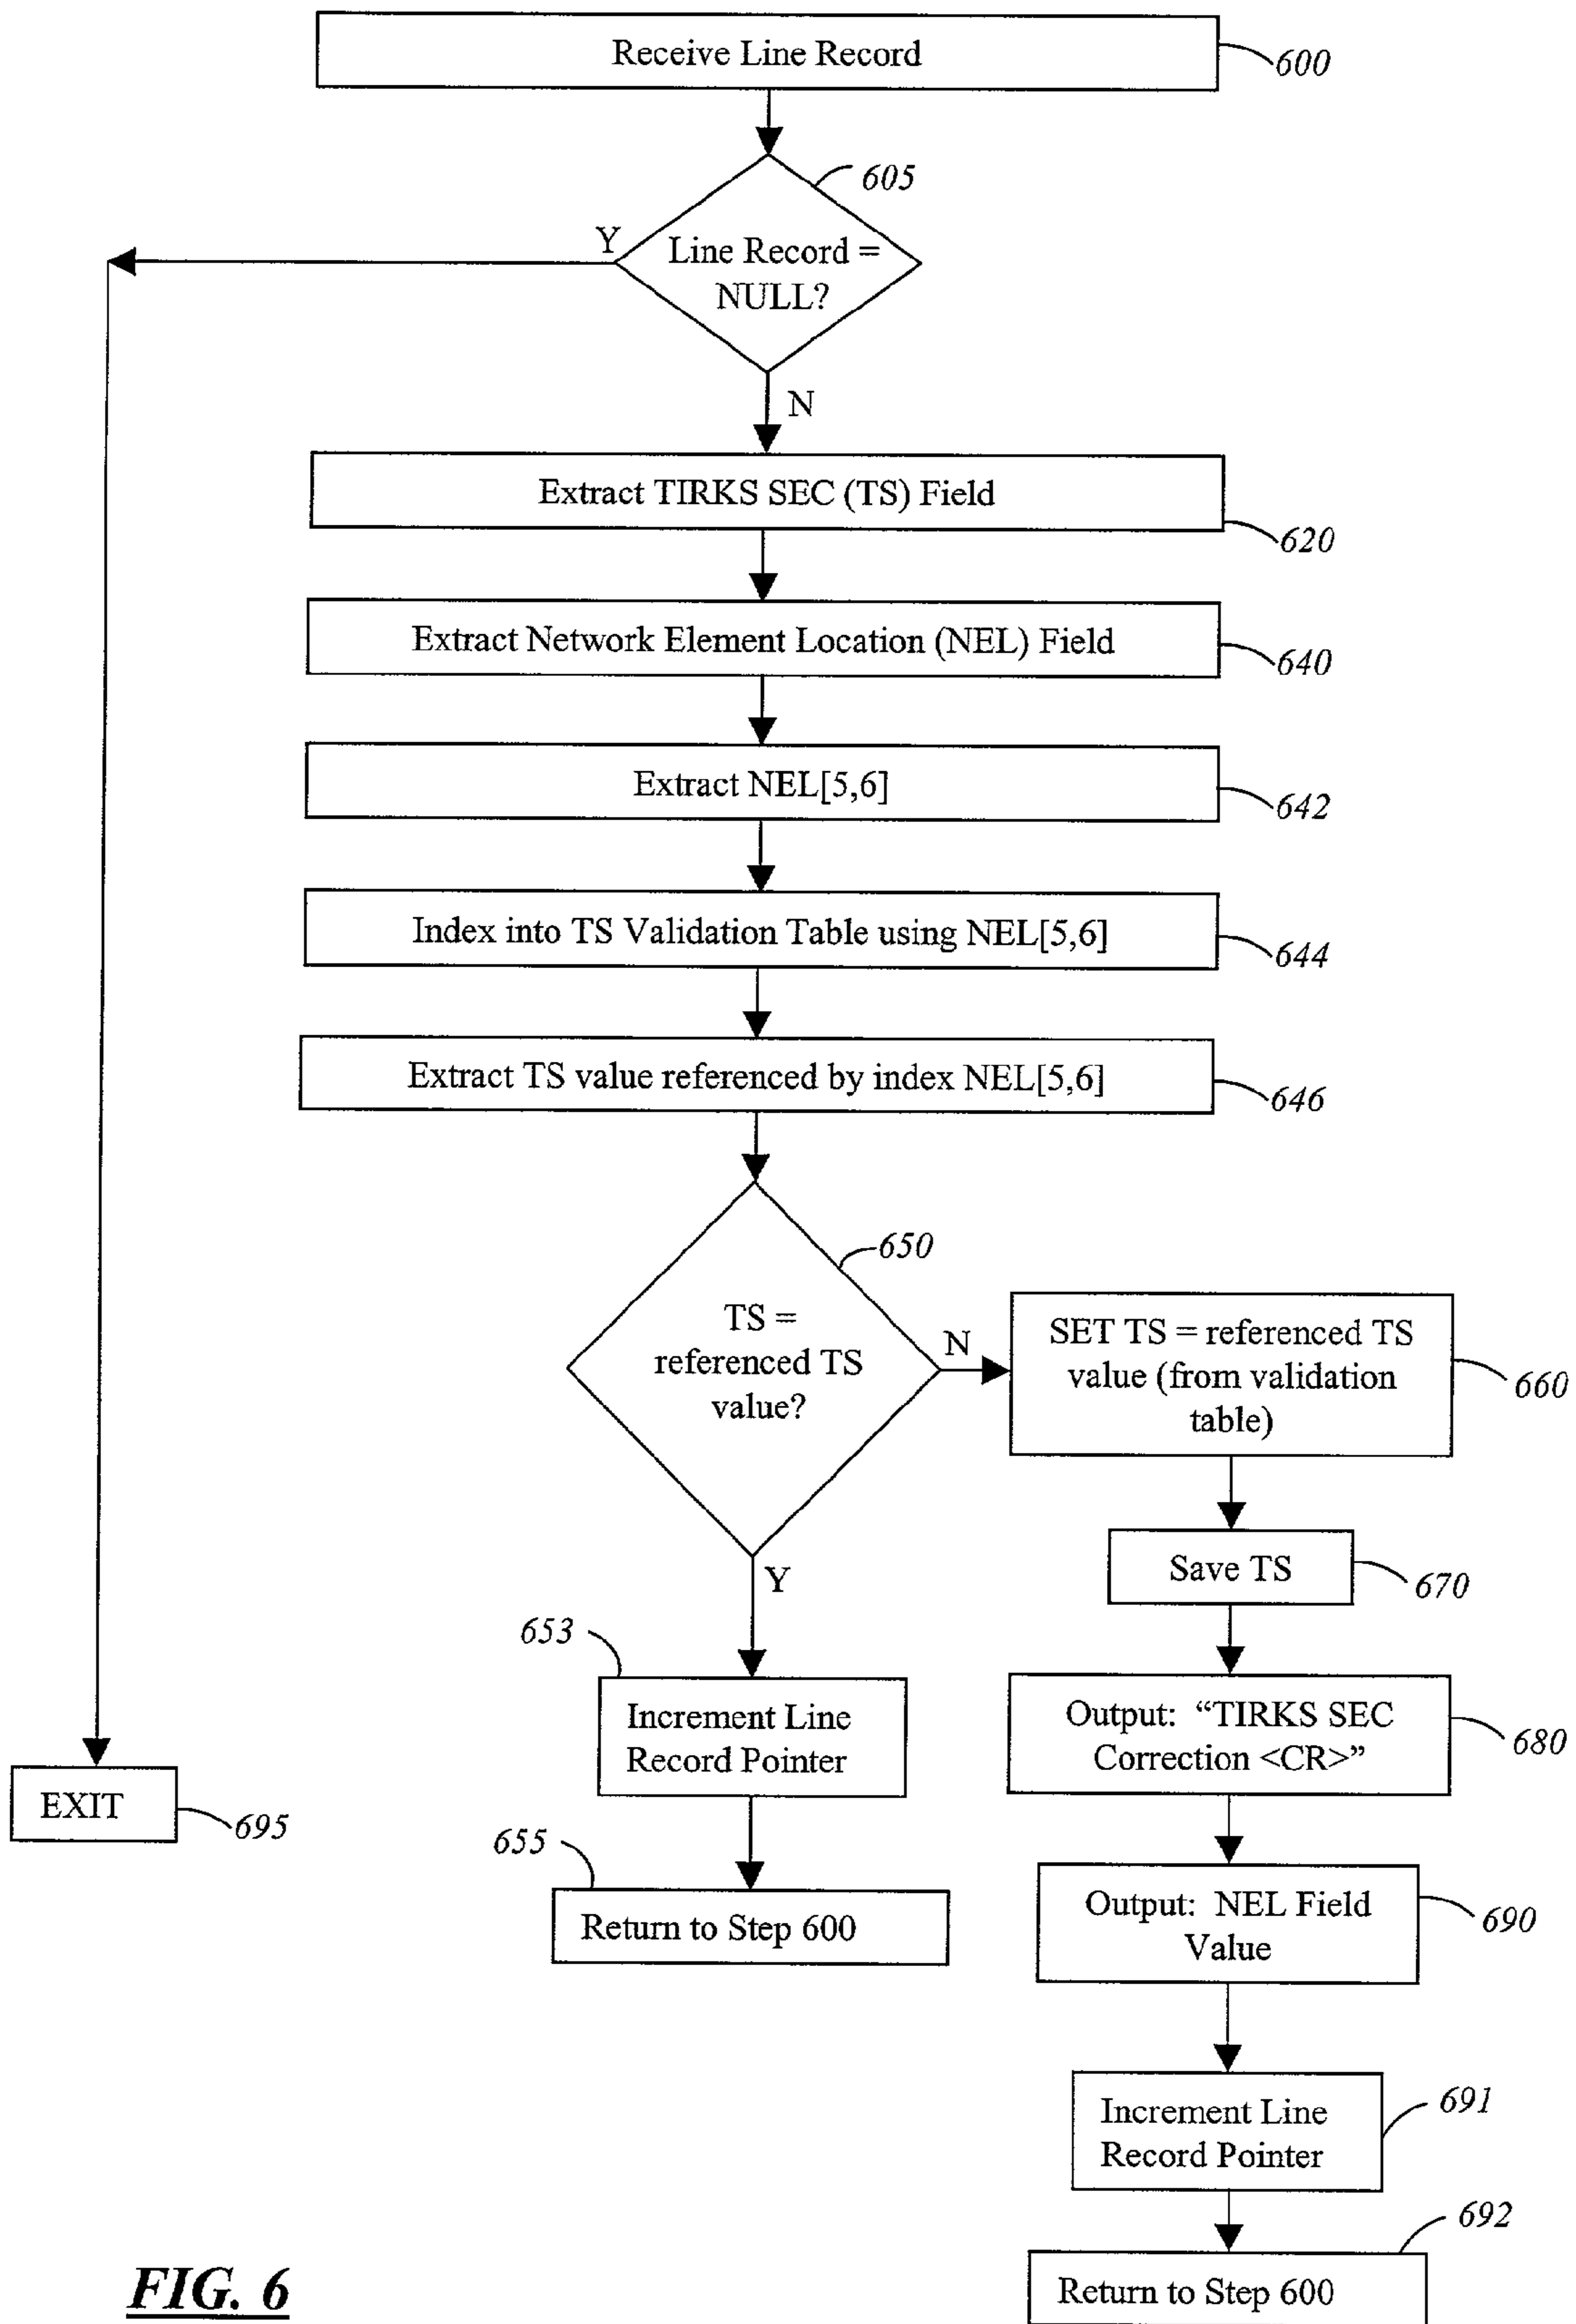 Receive Line Record
600
605
Y
Line Record =
NULL?
N
Extract TIRKS SEC (TS) Field
620
Extract Network Element Location (NEL) Field
640
Extract NEL[5,6]
642
Index into TS Validation Table using NEL[5,6]
644
Extract TS value referenced by index NEL[5,6]
646
650
TS =
referenced TS
value?
N
SET TS = referenced TS
value (from validation
table)
660
Y
Save TS
670
653
Increment Line
Record Pointer
Output: “TIRKS SEC
Correction <CR>”
680
EXIT
695
655
Return to Step 600
Output: NEL Field
Value
690
Increment Line
Record Pointer
691
692
Return to Step 600
FIG. 6